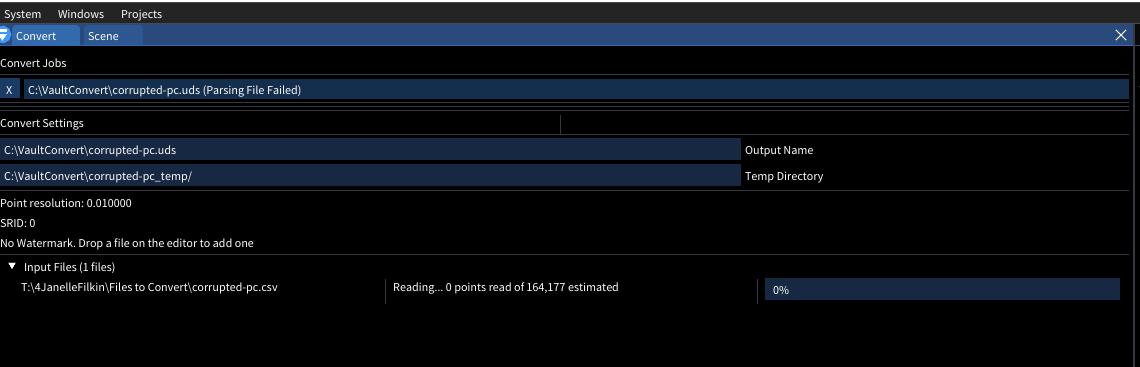 System Windows Projects
Convert Scene
Convert Jobs
X C:\VaultConvert\corrupted-pc.uds (Parsing File Failed)
Convert Settings
C:\VaultConvert\corrupted-pc.uds Output Name
C:\VaultConvert\corrupted-pc_temp/ Temp Directory
Point resolution: 0.010000
SRID: 0
No Watermark. Drop a file on the editor to add one
Input Files (1 files)
T:\4JanelleFilkin\Files to Convert\corrupted-pc.csv Reading... 0 points read of 164,177 estimated 0%